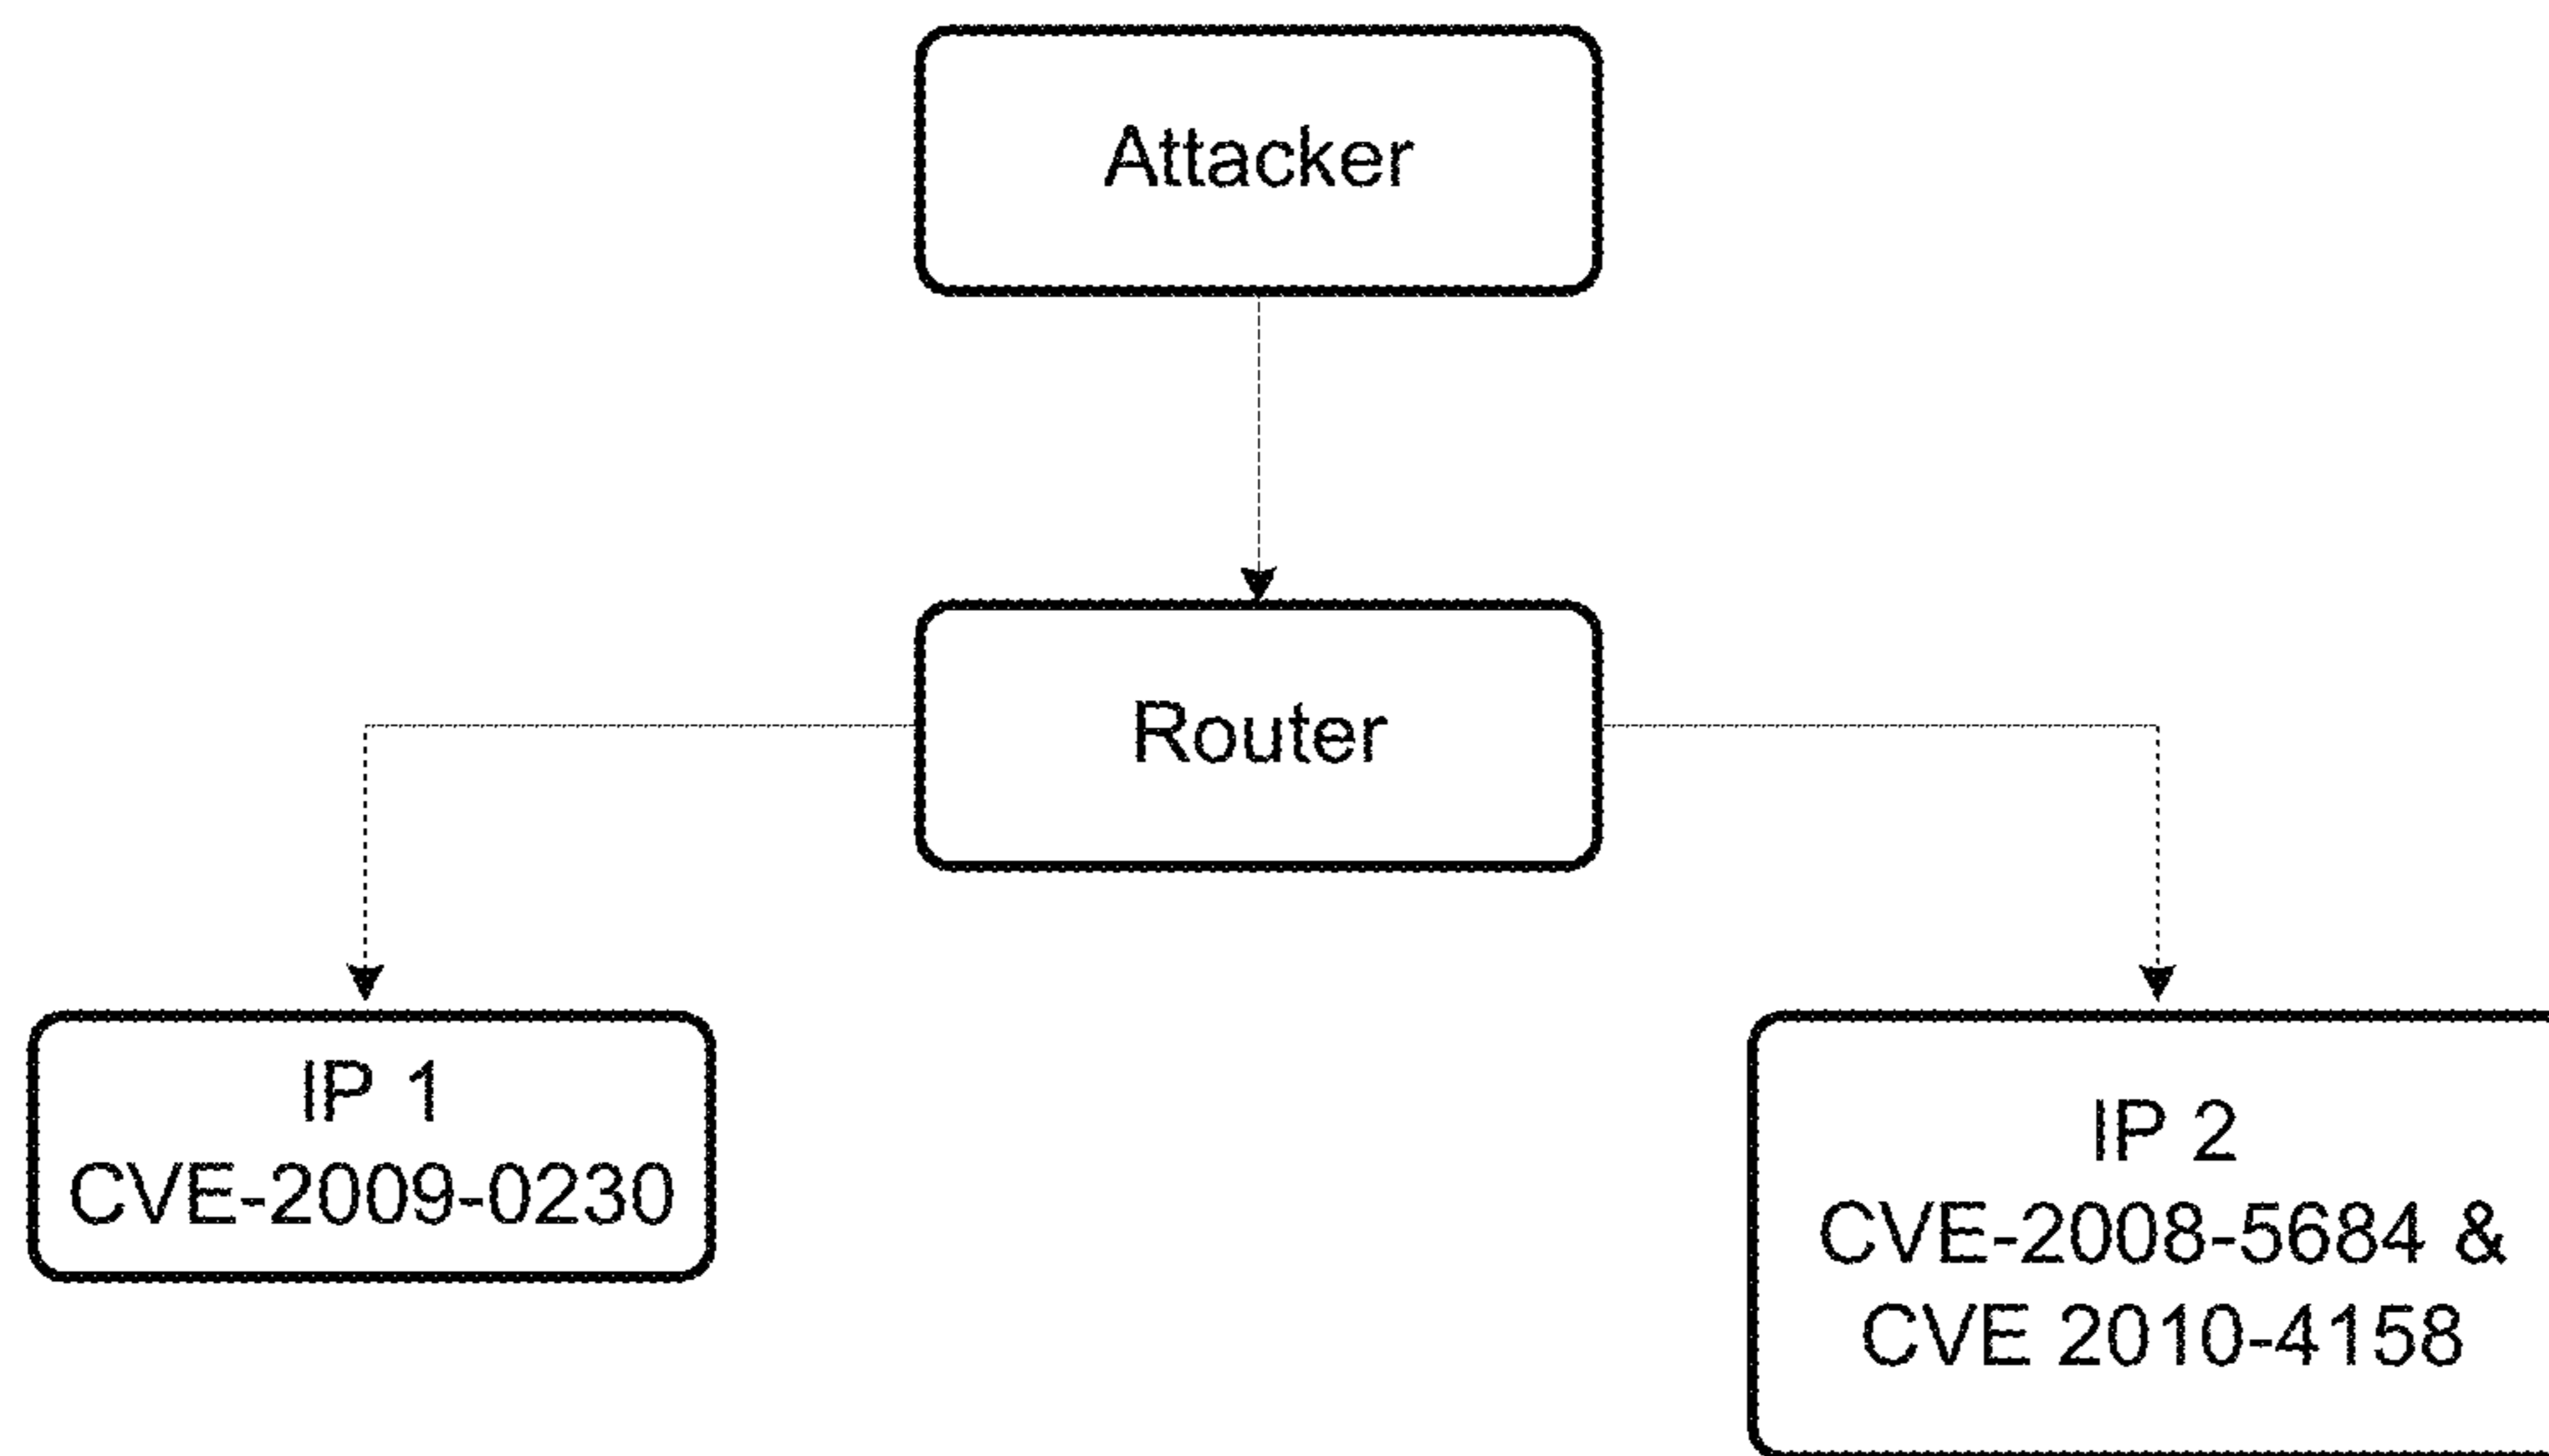 Attacker
Router
IP 1
CVE-2009-0230
IP 2
CVE-2008-5684 &
CVE 2010-4158